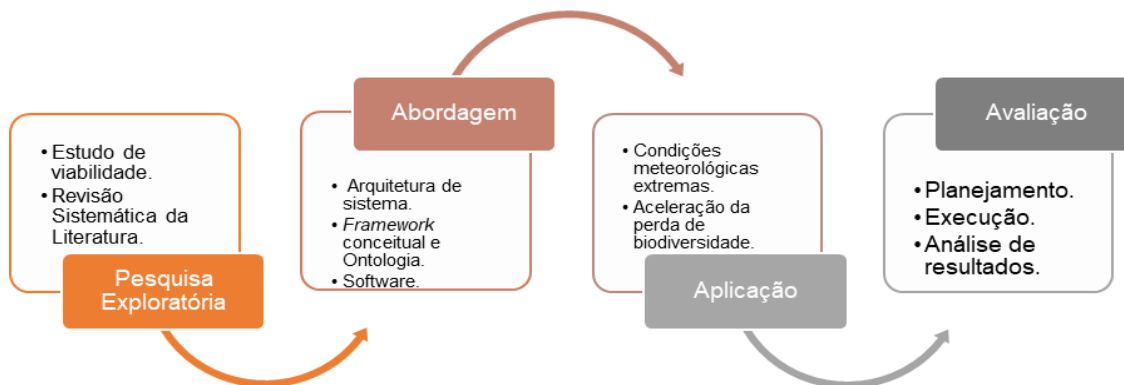 • Estudo de
viabilidade.
• Revisão
Sistemática da
Literatura.
Pesquisa
Exploratória
Abordagem
• Arquitetura de
sistema.
• Framework
conceitual e
Ontologia.
• Software.
• Condições
meteorológicas
extremas.
• Aceleração da
perda de
biodiversidade.
Aplicação
Avaliação
• Planejamento.
• Execução.
• Análise de
resultados.